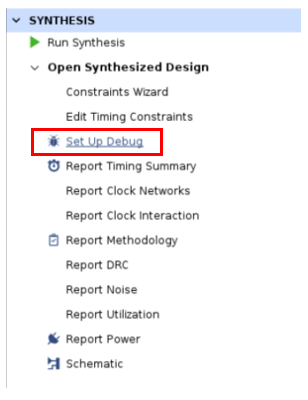 SYNTHESIS
Run Synthesis
Open Synthesized Design
Constraints Wizard
Edit Timing Constraints
Set Up Debug
Report Timing Summary
Report Clock Networks
Report Clock Interaction
Report Methodology
Report DRC
Report Noise
Report Utilization
Report Power
Schematic